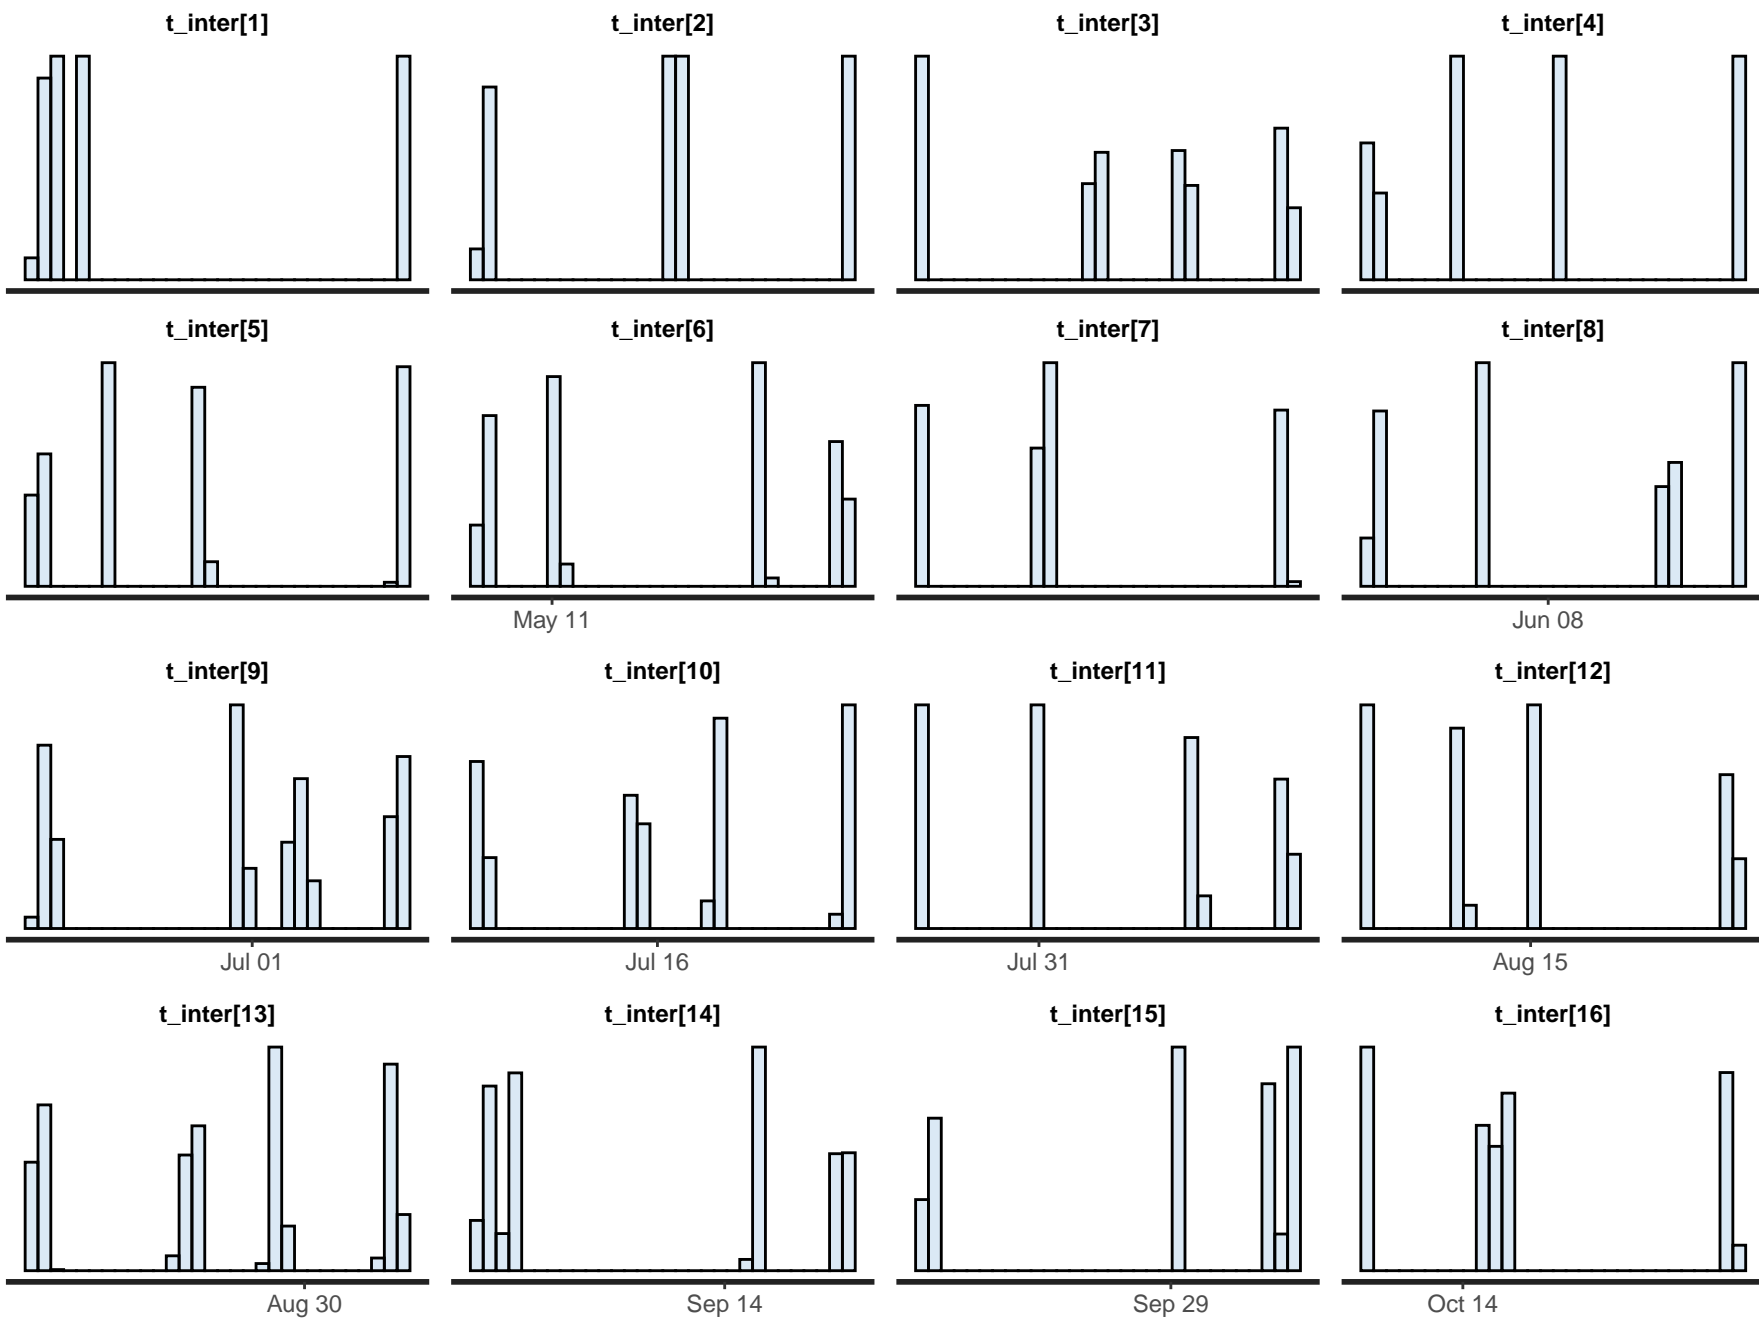 t_inter[1] t_inter[2] t_inter[3] t_inter[4]
t_inter[5] t_inter[6] t_inter[7] t_inter[8]
May 11 Jun 08
t_inter[9] t_inter[10] t_inter[11] t_inter[12]
Jul 01 Jul 16 Jul 31 Aug 15
t_inter[13] t_inter[14] t_inter[15] t_inter[16]
Aug 30 Sep 14 Sep 29 Oct 14